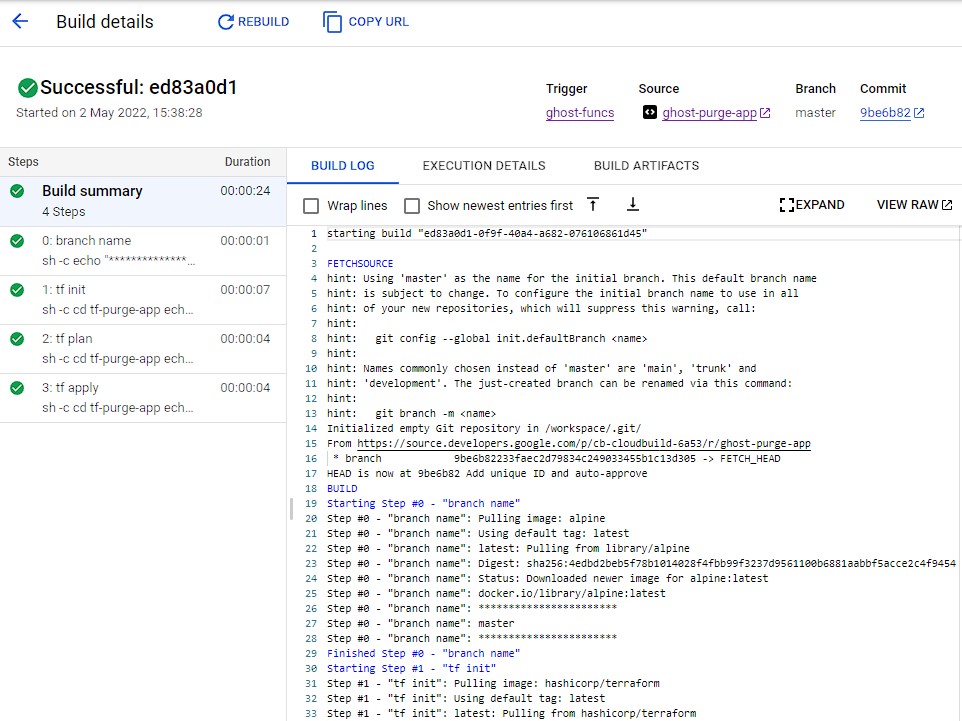 Build details
REBUILD
COPY URL
Successful: ed83a0d1
Started on 2 May 2022, 15:38:28
Trigger
Source
Branch
Commit
ghost-funcs
ghost-purge-app
master
9be6b82
Steps
Duration
Build summary
00:00:24
4 Steps
0: branch name
00:00:01
sh -c echo "**************...
1: tf init
00:00:07
sh -c cd tf-purge-app ech...
2: tf plan
00:00:04
sh -c cd tf-purge-app ech...
3: tf apply
00:00:04
sh -c cd tf-purge-app ech...
BUILD LOG
EXECUTION DETAILS
BUILD ARTIFACTS
Wrap lines
Show newest entries first
EXPAND
VIEW RAW
1 starting build "ed83a0d1-0f9f-40a4-a682-076106861d45"
2
3 FETCHSOURCE
4 hint: Using 'master' as the name for the initial branch. This default branch name
5 hint: is subject to change. To configure the initial branch name to use in all
6 hint: of your new repositories, which will suppress this warning, call:
7 hint:
8 hint:   git config --global init.defaultBranch <name>
9 hint:
10 hint: Names commonly chosen instead of 'master' are 'main', 'trunk' and
11 hint: 'development'. The just-created branch can be renamed via this command:
12 hint:
13 hint:   git branch -m <name>
14 Initialized empty Git repository in /workspace/.git/
15 From https://source.developers.google.com/p/cb-cloudbuild-6a53/r/ghost-purge-app
16  * branch            9be6b82233faec2d79834c249033455b1c13d305 -> FETCH_HEAD
17 HEAD is now at 9be6b82 Add unique ID and auto-approve
18 BUILD
19 Starting Step #0 - "branch name"
20 Step #0 - "branch name": Pulling image: alpine
21 Step #0 - "branch name": Using default tag: latest
22 Step #0 - "branch name": latest: Pulling from library/alpine
23 Step #0 - "branch name": Digest: sha256:4edbd2beb5f78b1014028f4fbb99f3237d9561100b6881aabbf5acce2c4f9454
24 Step #0 - "branch name": Status: Downloaded newer image for alpine:latest
25 Step #0 - "branch name": docker.io/library/alpine:latest
26 Step #0 - "branch name": ***********************
27 Step #0 - "branch name": master
28 Step #0 - "branch name": ***********************
29 Finished Step #0 - "branch name"
30 Starting Step #1 - "tf init"
31 Step #1 - "tf init": Pulling image: hashicorp/terraform
32 Step #1 - "tf init": Using default tag: latest
33 Step #1 - "tf init": latest: Pulling from hashicorp/terraform